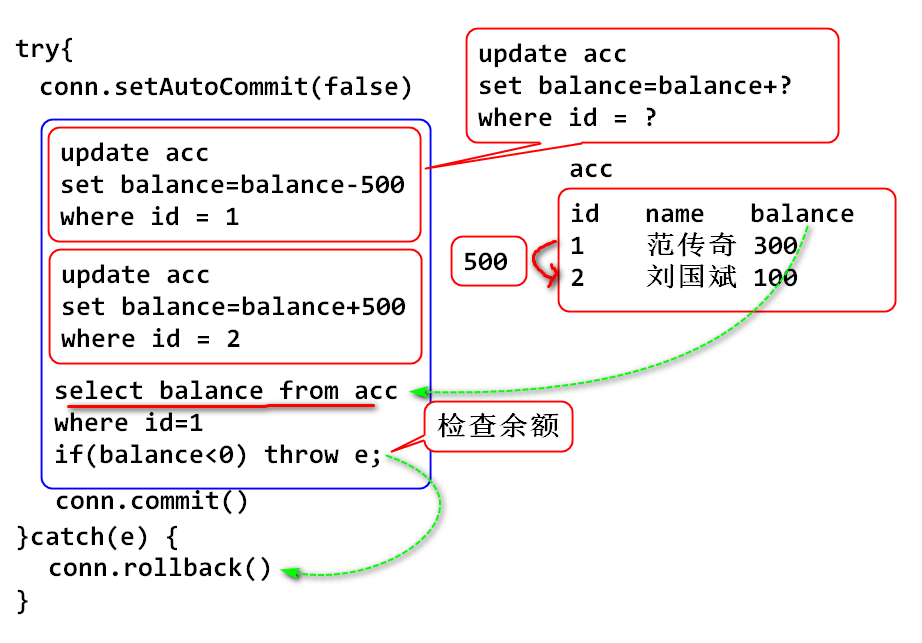 try{
conn.setAutoCommit(false)
update acc
set balance=balance-500
where id = 1
update acc
set balance=balance+500
where id = 2
select balance from acc
where id=1
if(balance<0) throw e;
conn.commit()
}catch(e) {
conn.rollback()
}
update acc
set balance=balance+?
where id = ?
acc
id name balance
1 范传奇 300
2 刘国斌 100
500
检查余额